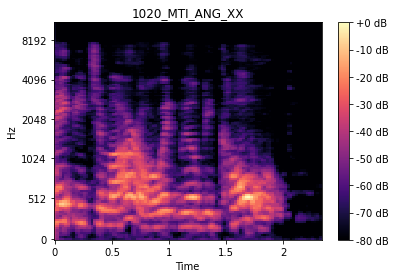 1020_MTI_ANG_XX
8192
4096
2048
1024
512
0
Hz
0 0.5 1 1.5 2
Time
+0 dB
-10 dB
-20 dB
-30 dB
-40 dB
-50 dB
-60 dB
-70 dB
-80 dB